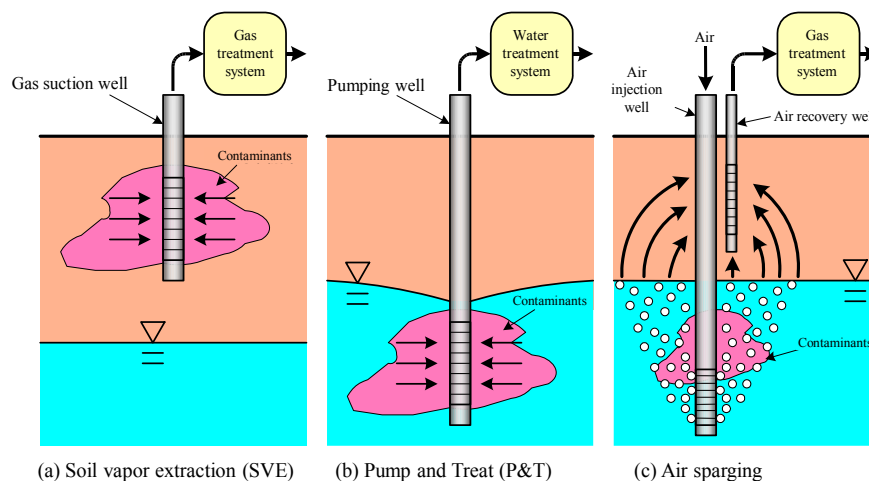 Gas
treatment
system
Gas suction well
Contaminants
(a) Soil vapor extraction (SVE)
Water
treatment
system
Pumping well
Contaminants
(b) Pump and Treat (P&T)
Air
Gas
treatment
system
Air
injection
well
Air recovery well
Contaminants
(c) Air sparging